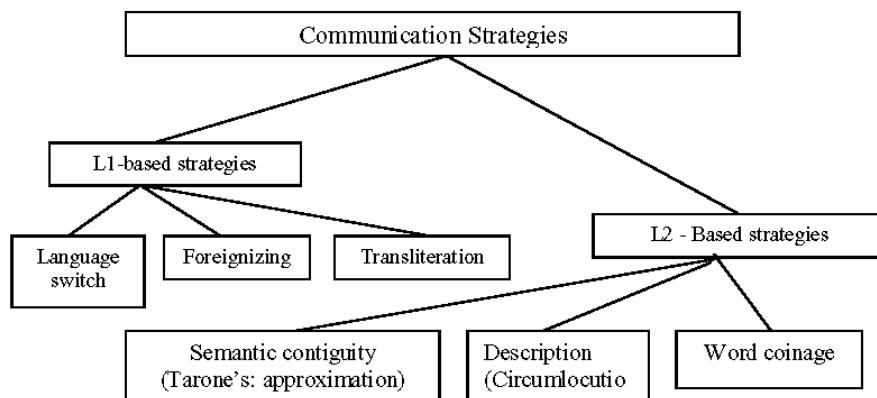 Communication Strategies
L1-based strategies
Language
switch
Foreignizing
Transliteration
L2 - Based strategies
Semantic contiguity
(Tarone's: approximation)
Description
(Circumlocutio
Word coinage